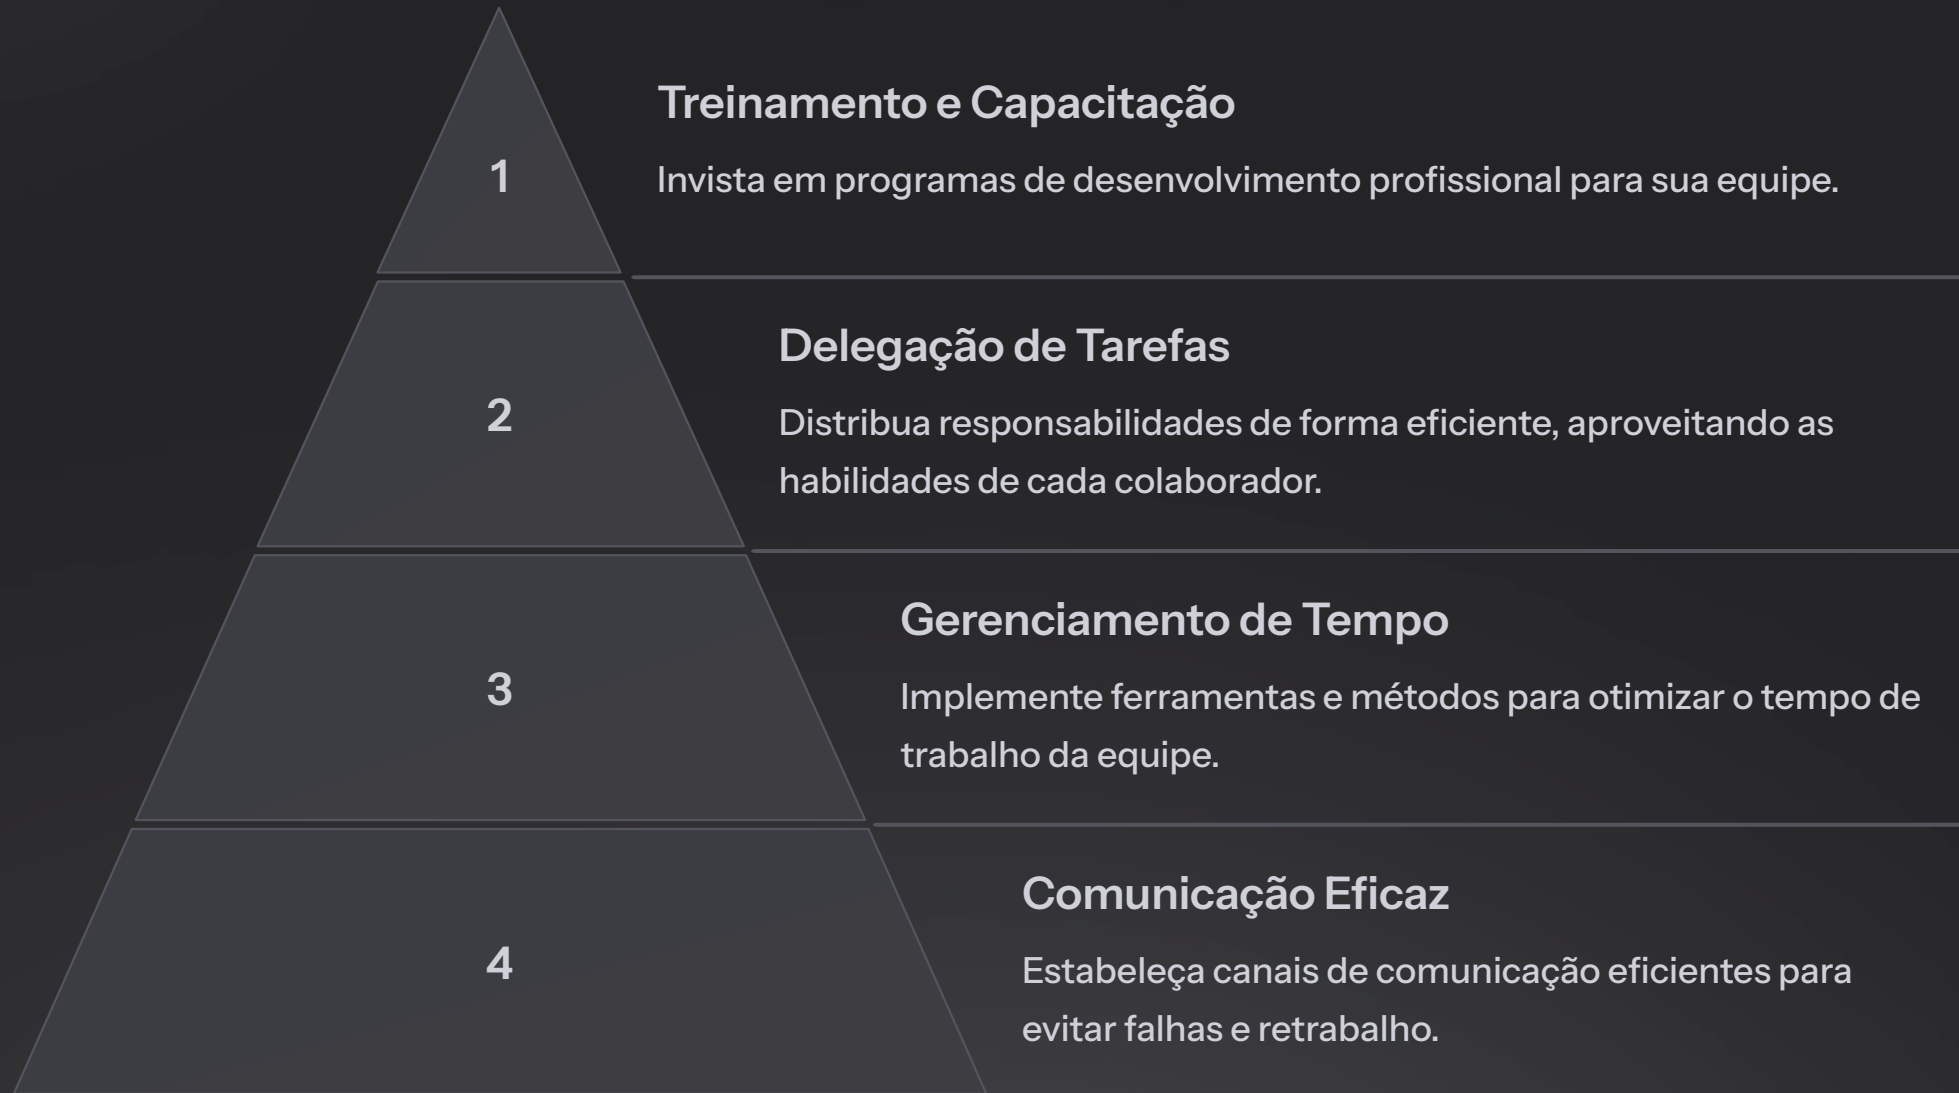 1
Treinamento e Capacitação
Invista em programas de desenvolvimento profissional para sua equipe.
2
Delegação de Tarefas
Distribua responsabilidades de forma eficiente, aproveitando as
habilidades de cada colaborador.
3
Gerenciamento de Tempo
Implemente ferramentas e métodos para otimizar o tempo de
trabalho da equipe.
4
Comunicação Eficaz
Estabeleça canais de comunicação eficientes para
evitar falhas e retrabalho.